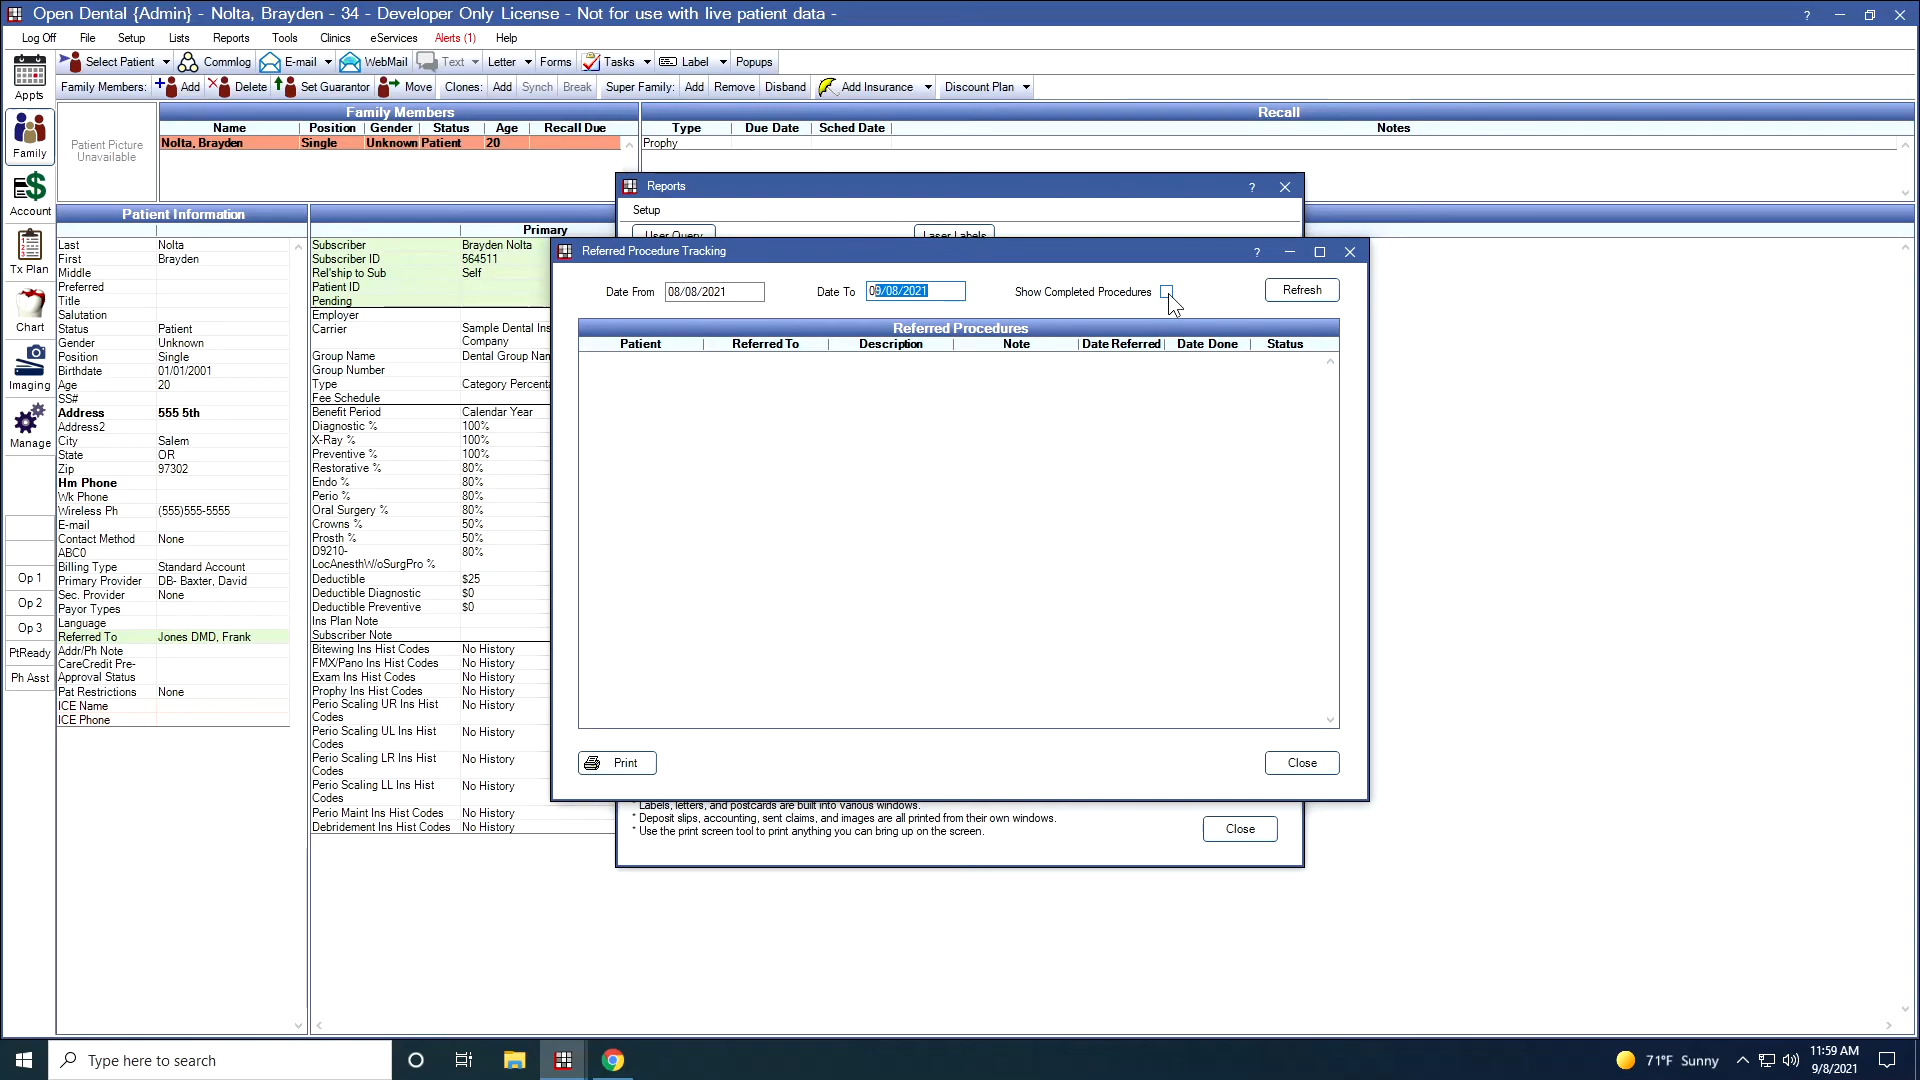 Open Dental {Admin} - Nolta, Brayden - 34 - Developer Only License - Not for use with live patient data -
Log Off File Setup Lists Reports Tools Clinics eServices Alerts (1) Help
Select Patient Commlog E-mail WebMail Text Letter Forms Tasks Label Popups
Family Members: Add Delete Set Guarantor Move Clones: Add Synch Break Super Family: Add Remove Disband Add Insurance Discount Plan
Appts
Family
Account
Tx Plan
Chart
Imaging
Manage
Op 1
Op 2
Op 3
PtReady
Ph Asst
Patient Picture
Unavailable
Family Members
Name Position Gender Status Age Recall Due
Nolta, Brayden Single Unknown Patient 20
Recall
Type Due Date Sched Date Notes
Prophy
Patient Information
Last Nolta
First Brayden
Middle
Preferred
Title
Salutation
Status Patient
Gender Unknown
Position Single
Birthdate 01/01/2001
Age 20
SS#
Address 555 5th
Address2
City Salem
State OR
Zip 97302
Hm Phone
Wk Phone
Wireless Ph (555)555-5555
E-mail
Contact Method None
ABC0
Billing Type Standard Account
Primary Provider DB- Baxter, David
Sec. Provider None
Payor Types
Language
Referred To Jones DMD, Frank
Addr/Ph Note
CareCredit Pre-
Approval Status
Pat Restrictions None
ICE Name
ICE Phone
Primary
Subscriber Brayden Nolta
Subscriber ID 564511
Rel'ship to Sub Self
Patient ID
Pending
Employer
Carrier Sample Dental Ins
Company
Group Name Dental Group Nam
Group Number
Type Category Percenta
Fee Schedule
Benefit Period Calendar Year
Diagnostic % 100%
X-Ray % 100%
Preventive % 100%
Restorative % 80%
Endo % 80%
Perio % 80%
Oral Surgery % 80%
Crowns % 50%
Prosth % 50%
D9210- 80%
LocAnesthW/oSurgPro %
Deductible $25
Deductible Diagnostic $0
Deductible Preventive $0
Ins Plan Note
Subscriber Note
Bitewing Ins Hist Codes No History
FMX/Pano Ins Hist Codes No History
Exam Ins Hist Codes No History
Prophy Ins Hist Codes No History
Perio Scaling UR Ins Hist No History
Codes
Perio Scaling UL Ins Hist No History
Codes
Perio Scaling LR Ins Hist No History
Codes
Perio Scaling LL Ins Hist No History
Codes
Perio Maint Ins Hist Codes No History
Debridement Ins Hist Codes No History
Reports
?
Setup
User Query Laser Labels
Referred Procedure Tracking
?
Date From 08/08/2021 Date To 09/08/2021 Show Completed Procedures Refresh
Referred Procedures
Patient Referred To Description Note Date Referred Date Done Status
Print Close
* Labels, letters, and postcards are built into various windows.
* Deposit slips, accounting, sent claims, and images are all printed from their own windows.
* Use the print screen tool to print anything you can bring up on the screen.
Close
Type here to search
71°F Sunny
11:59 AM
9/8/2021